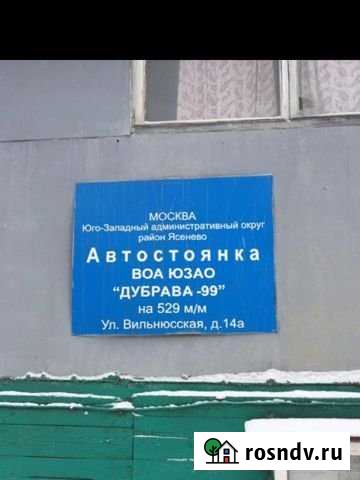 МОСКВА
Юго-Западный административный округ
район Ясенево
Автостоянка
ВОА ЮЗАО
“ДУБРАВА -99”
на 529 м/м
Ул. Вильнюсская, д.14а
rosndv.ru